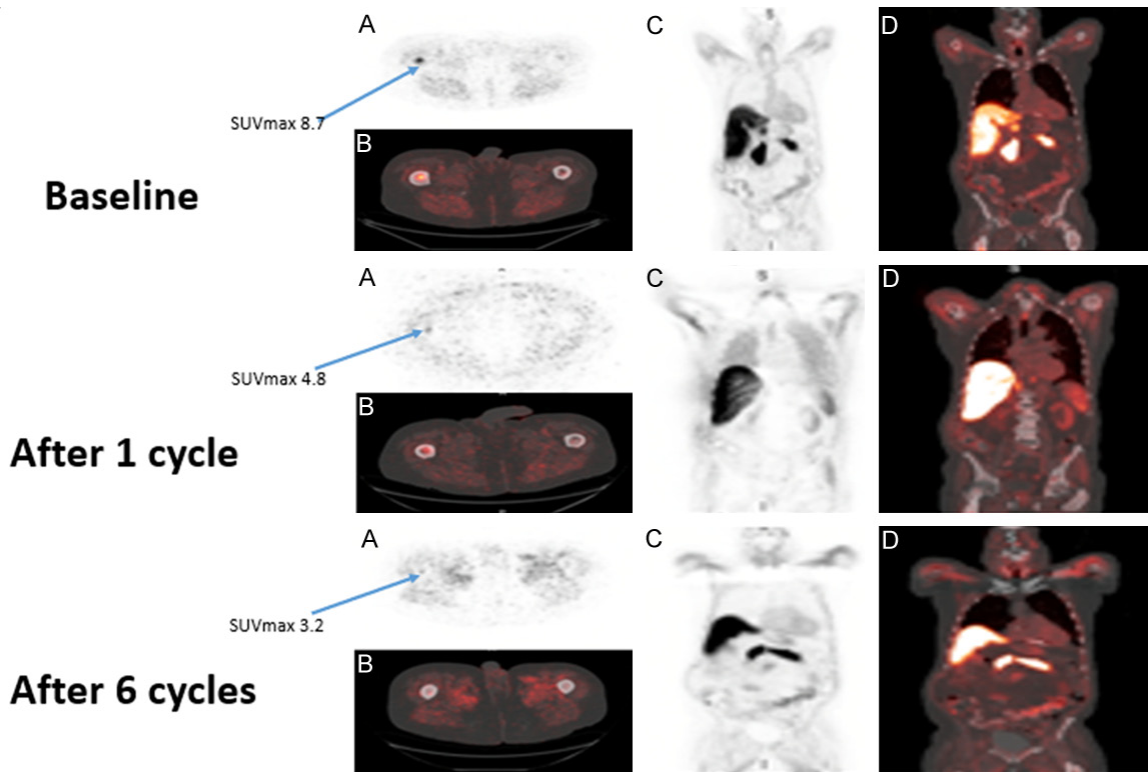 A
C
D
SUVmax 8.7
B
Baseline
S
A
C
D
SUVmax 4.8
B
After 1 cycle
S
A
C
D
SUVmax 3.2
B
After 6 cycles